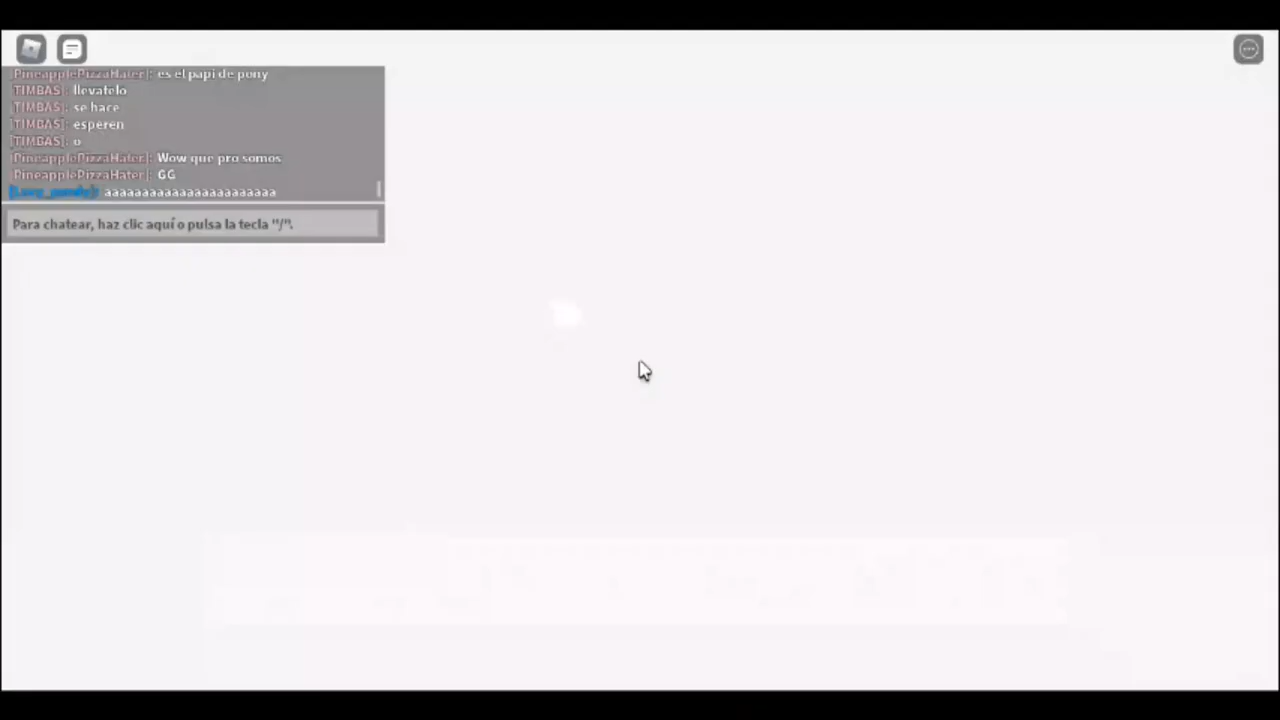 [PineapplePizzaHater]: es el papi de pony
[TIMBAS]: llevatelo
[TIMBAS]: se hace
[TIMBAS]: esperen
[TIMBAS]: o
[PineapplePizzaHater]: Wow que pro somos
[PineapplePizzaHater]: GG
aaaaaaaaaaaaaaaaaaaaaaa
Para chatear, haz clic aquí o pulsa la tecla "/".